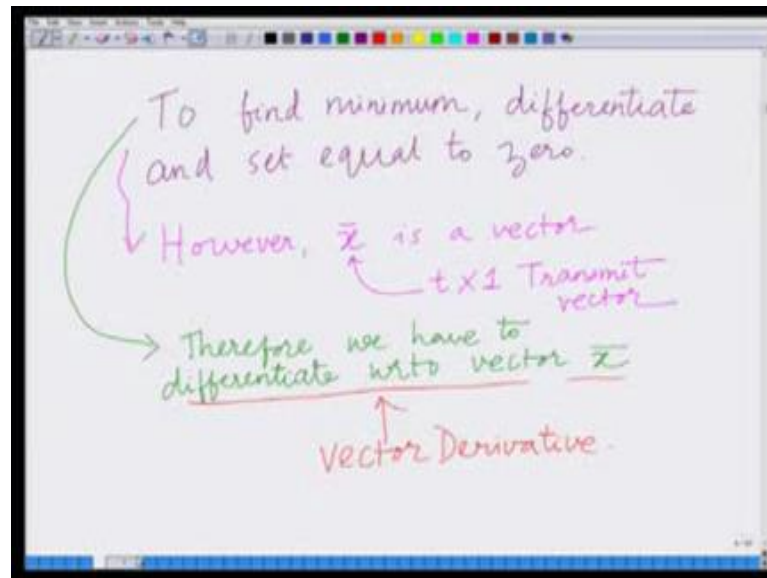 To find minimum, differentiate
and set equal to zero.
However, x̄ is a vector
t×1 Transmit
vector
Therefore we have to
differentiate wrto vector x̄
Vector Derivative.